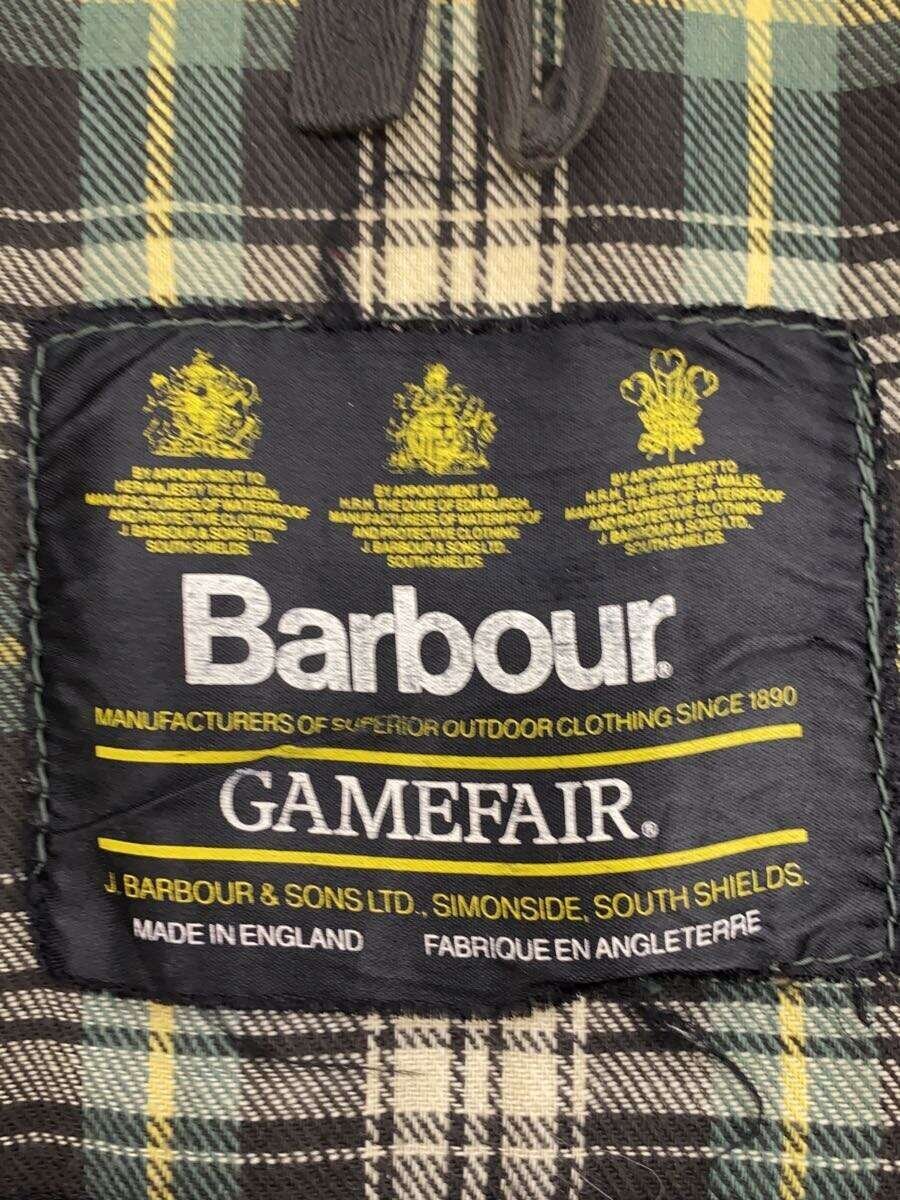 BY APPOINTMENT TO
HER MAJESTY THE QUEEN
MANUFACTURERS OF WATERPROOF
AND PROTECTIVE CLOTHING
J. BARBOUR & SONS LTD.,
SOUTH SHIELDS.
BY APPOINTMENT TO
H.R.H. THE DUKE OF EDINBURGH
MANUFACTURERS OF WATERPROOF
AND PROTECTIVE CLOTHING
J. BARBOUR & SONS LTD.,
SOUTH SHIELDS
BY APPOINTMENT TO
H.R.H. THE PRINCE OF WALES
MANUFACTURERS OF WATERPROOF
AND PROTECTIVE CLOTHING
J. BARBOUR & SONS LTD.,
SOUTH SHIELDS.
Barbour®
MANUFACTURERS OF SUPERIOR OUTDOOR CLOTHING SINCE 1890
GAMEFAIR®
J. BARBOUR & SONS LTD., SIMONSIDE, SOUTH SHIELDS.
MADE IN ENGLAND FABRIQUE EN ANGLETERRE